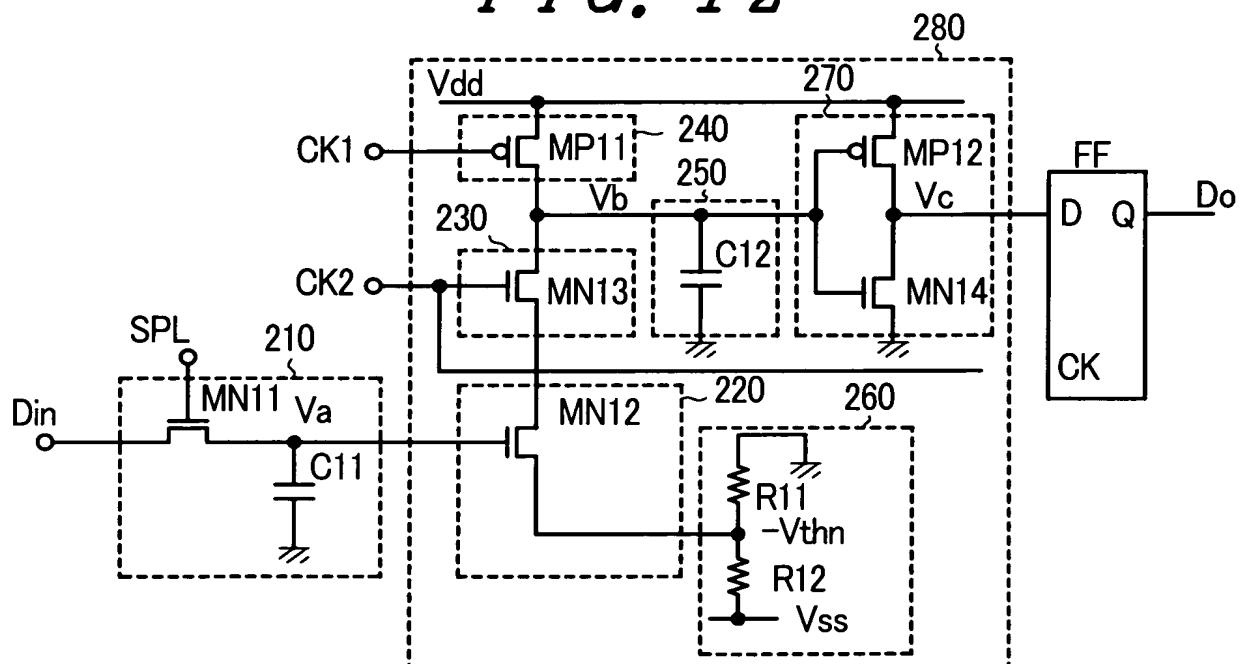 FIG. 12
280
Vdd
270
CK1
MP11
240
MP12
FF
250
Vb
Vc
D Q
Do
230
C12
CK2
MN13
MN14
SPL
210
CK
MN11
Va
220
260
Din
MN12
C11
R11
-Vthn
R12
Vss